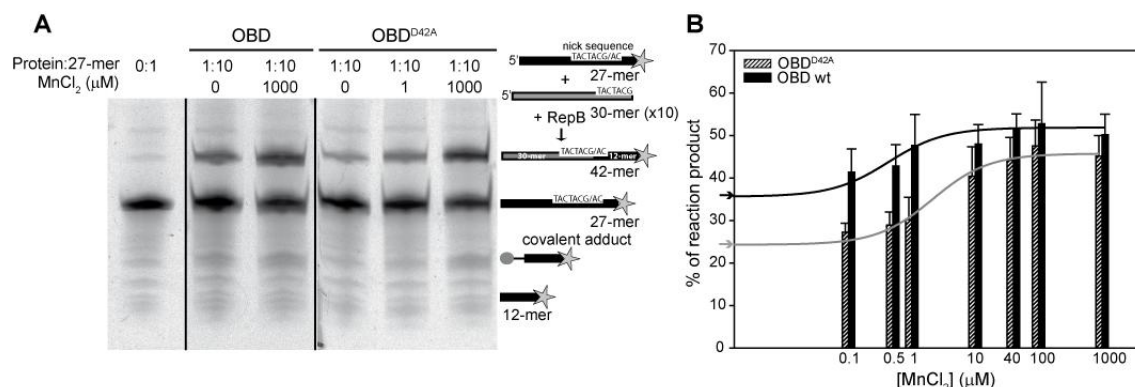 A
OBD OBD^D42A
Protein:27-mer 0:1 1:10 1:10 1:10 1:10 1:10
MnCl₂ (μM) 0 1000 0 1 1000
nick sequence
5' TACTACG/AC
+ 27-mer
5' TACTACG
30-mer (x10)
+ RepB
30-mer TACTACG/AC 12-mer
42-mer
TACTACG/AC
27-mer
covalent adduct
12-mer
B
% of reaction product
70
60
50
40
30
20
10
0
OBD^D42A
OBD wt
0.1 0.5 1 10 40 100 1000
[MnCl₂] (μM)